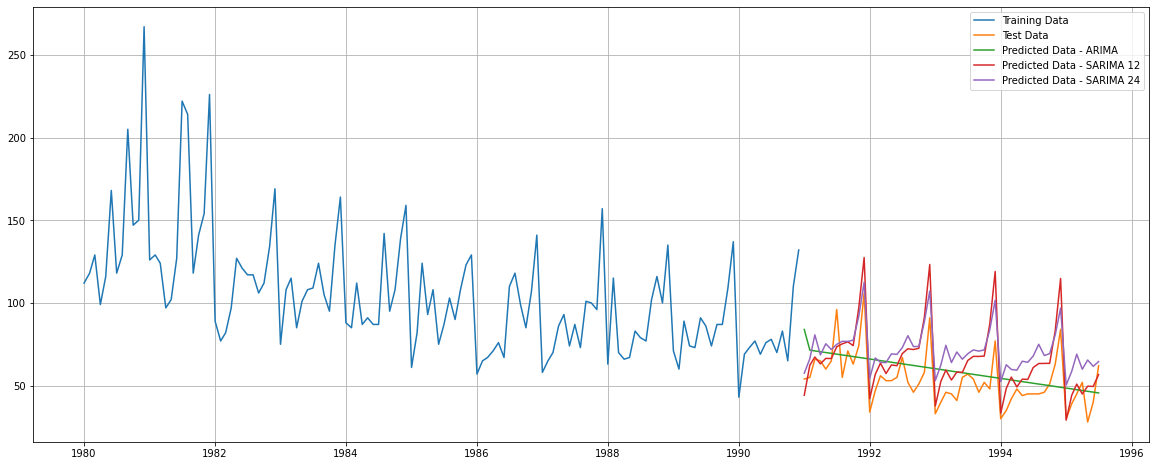 Training Data
Test Data
Predicted Data - ARIMA
Predicted Data - SARIMA 12
Predicted Data - SARIMA 24
250
200
150
100
50
1980 1982 1984 1986 1988 1990 1992 1994 1996